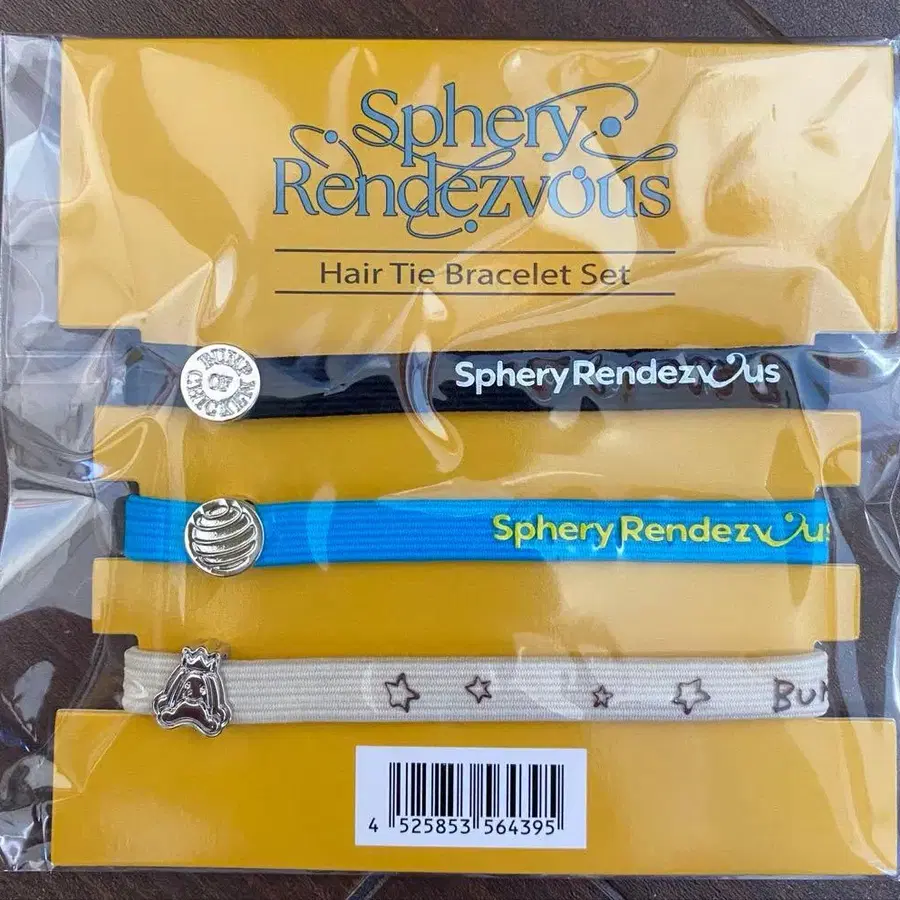 Sphery
Rendezvous
Hair Tie Bracelet Set
BUMP OF CHICKEN
Sphery Rendezvous
Sphery Rendezvous
Bum
4 525853 564395